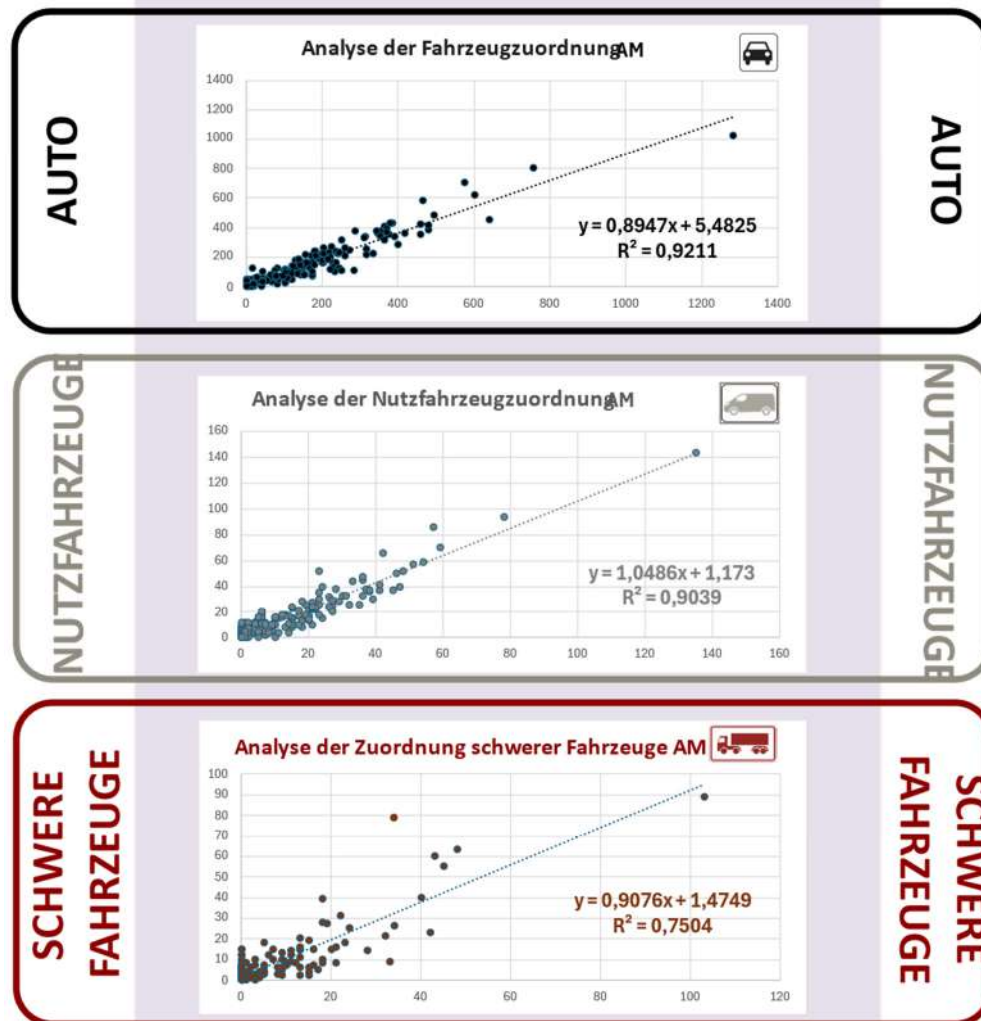 AUTO
Analyse der Fahrzeugzuordnung AM
1400
1200
1000
800
600
400
200
0
0 200 400 600 800 1000 1200 1400
y = 0,8947x + 5,4825
R² = 0,9211
AUTO
NUTZFAHRZEUGE
Analyse der Nutzfahrzeugzuordnung AM
160
140
120
100
80
60
40
20
0
0 20 40 60 80 100 120 140 160
y = 1,0486x + 1,173
R² = 0,9039
NUTZFAHRZEUGE
SCHWERE
FAHRZEUGE
Analyse der Zuordnung schwerer Fahrzeuge AM
100
90
80
70
60
50
40
30
20
10
0
0 20 40 60 80 100 120
y = 0,9076x + 1,4749
R² = 0,7504
SCHWERE
FAHRZEUGE